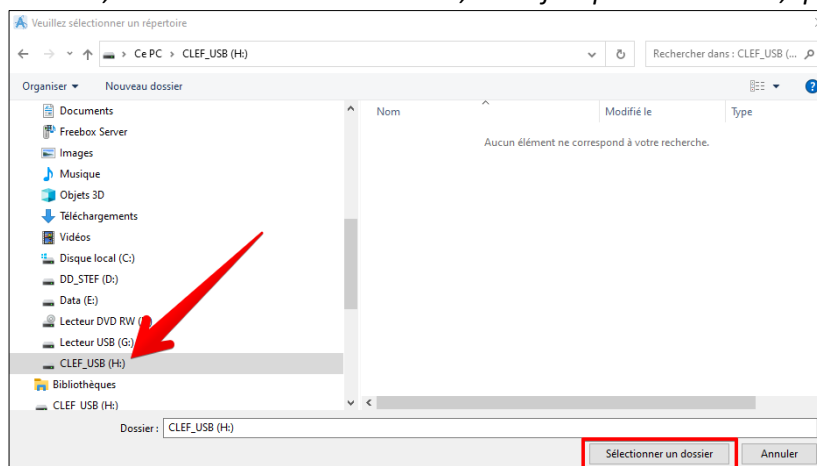 Veuillez sélectionner un répertoire
Ce PC > CLEF_USB (H:)
Rechercher dans : CLEF_USB (...
Organiser
Nouveau dossier
Nom
Modifié le
Type
Documents
Freebox Server
Images
Musique
Objets 3D
Téléchargements
Vidéos
Disque local (C:)
DD_STEF (D:)
Data (E:)
Lecteur DVD RW
Lecteur USB (G:)
CLEF_USB (H:)
Bibliothèques
CLEF_USB (H:)
Aucun élément ne correspond à votre recherche.
Dossier : CLEF_USB (H:)
Sélectionner un dossier
Annuler